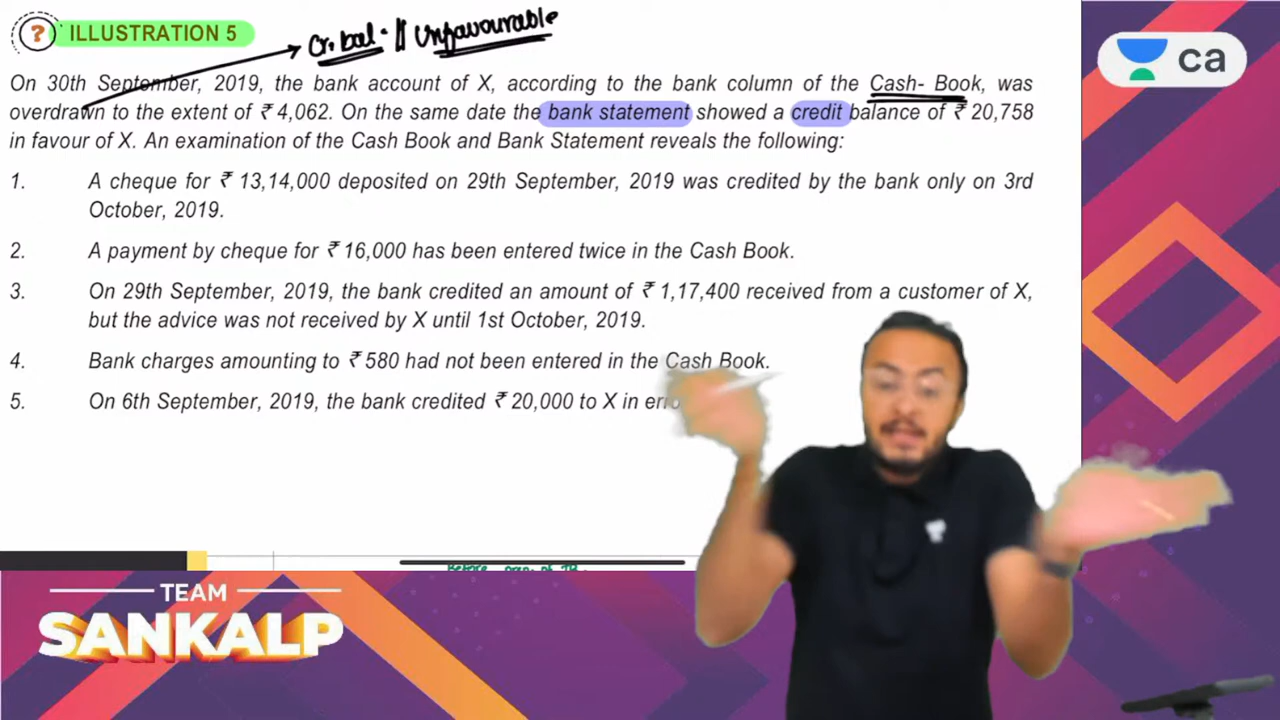 ? ILLUSTRATION 5
Cr. bal. Unfavourable
On 30th September, 2019, the bank account of X, according to the bank column of the Cash- Book, was
overdrawn to the extent of ₹ 4,062. On the same date the bank statement showed a credit balance of ₹ 20,758
in favour of X. An examination of the Cash Book and Bank Statement reveals the following:
1. A cheque for ₹ 13,14,000 deposited on 29th September, 2019 was credited by the bank only on 3rd
October, 2019.
2. A payment by cheque for ₹ 16,000 has been entered twice in the Cash Book.
3. On 29th September, 2019, the bank credited an amount of ₹ 1,17,400 received from a customer of X,
but the advice was not received by X until 1st October, 2019.
4. Bank charges amounting to ₹ 580 had not been entered in the Cash Book.
5. On 6th September, 2019, the bank credited ₹ 20,000 to X in erro
ca
TEAM
SANKALP